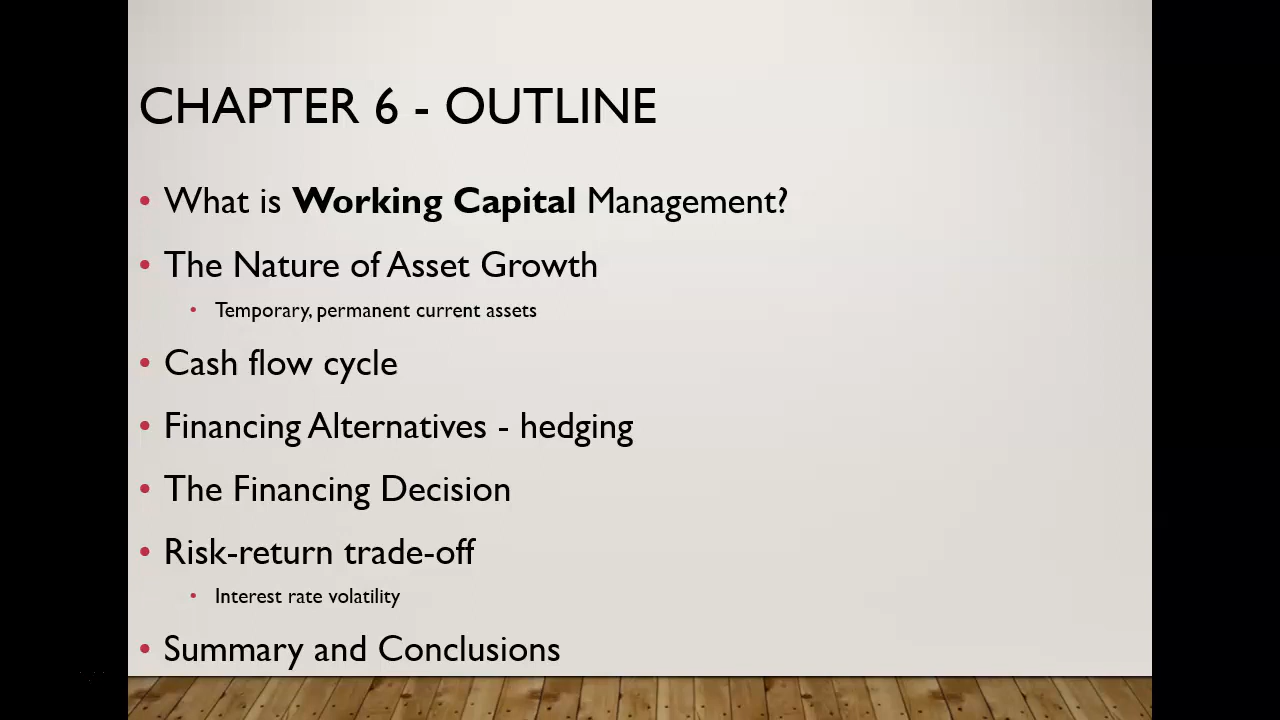 CHAPTER 6 - OUTLINE
• What is Working Capital Management?
• The Nature of Asset Growth
• Temporary, permanent current assets
• Cash flow cycle
• Financing Alternatives - hedging
• The Financing Decision
• Risk-return trade-off
• Interest rate volatility
• Summary and Conclusions